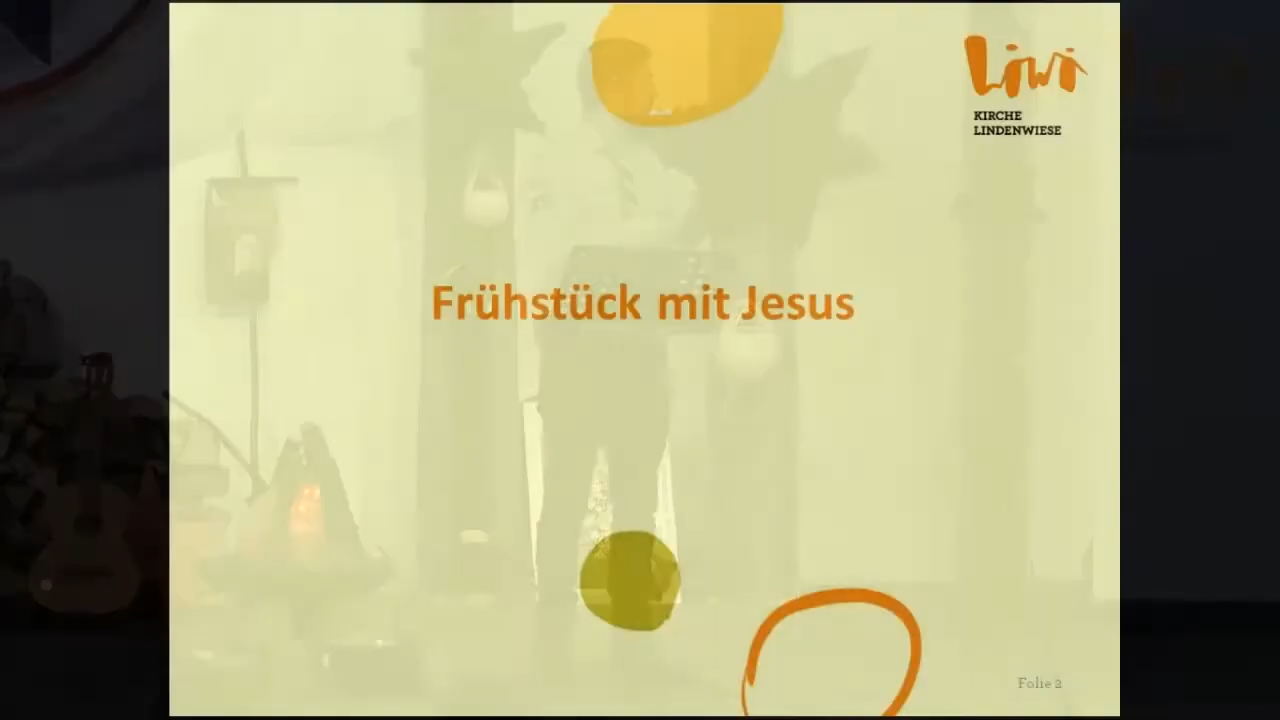 Liwi
KIRCHE
LINDENWIESE
Frühstück mit Jesus
Folie 2